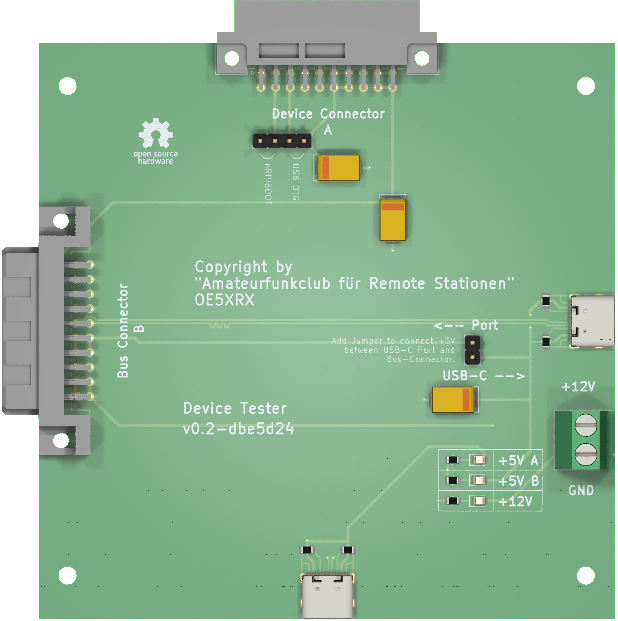 Device Connector
A
open source
hardware
nRPIBOOT
USB OTG
Copyright by
"Amateurfunkclub für Remote Stationen"
OE5XRX
Bus Connector
B
<-- Port
Add Jumper to connect +5V
between USB-C Port and
Bus-Connector.
USB-C -->
+12V
Device Tester
v0.2-dbe5d24
+5V A
+5V B
+12V
GND